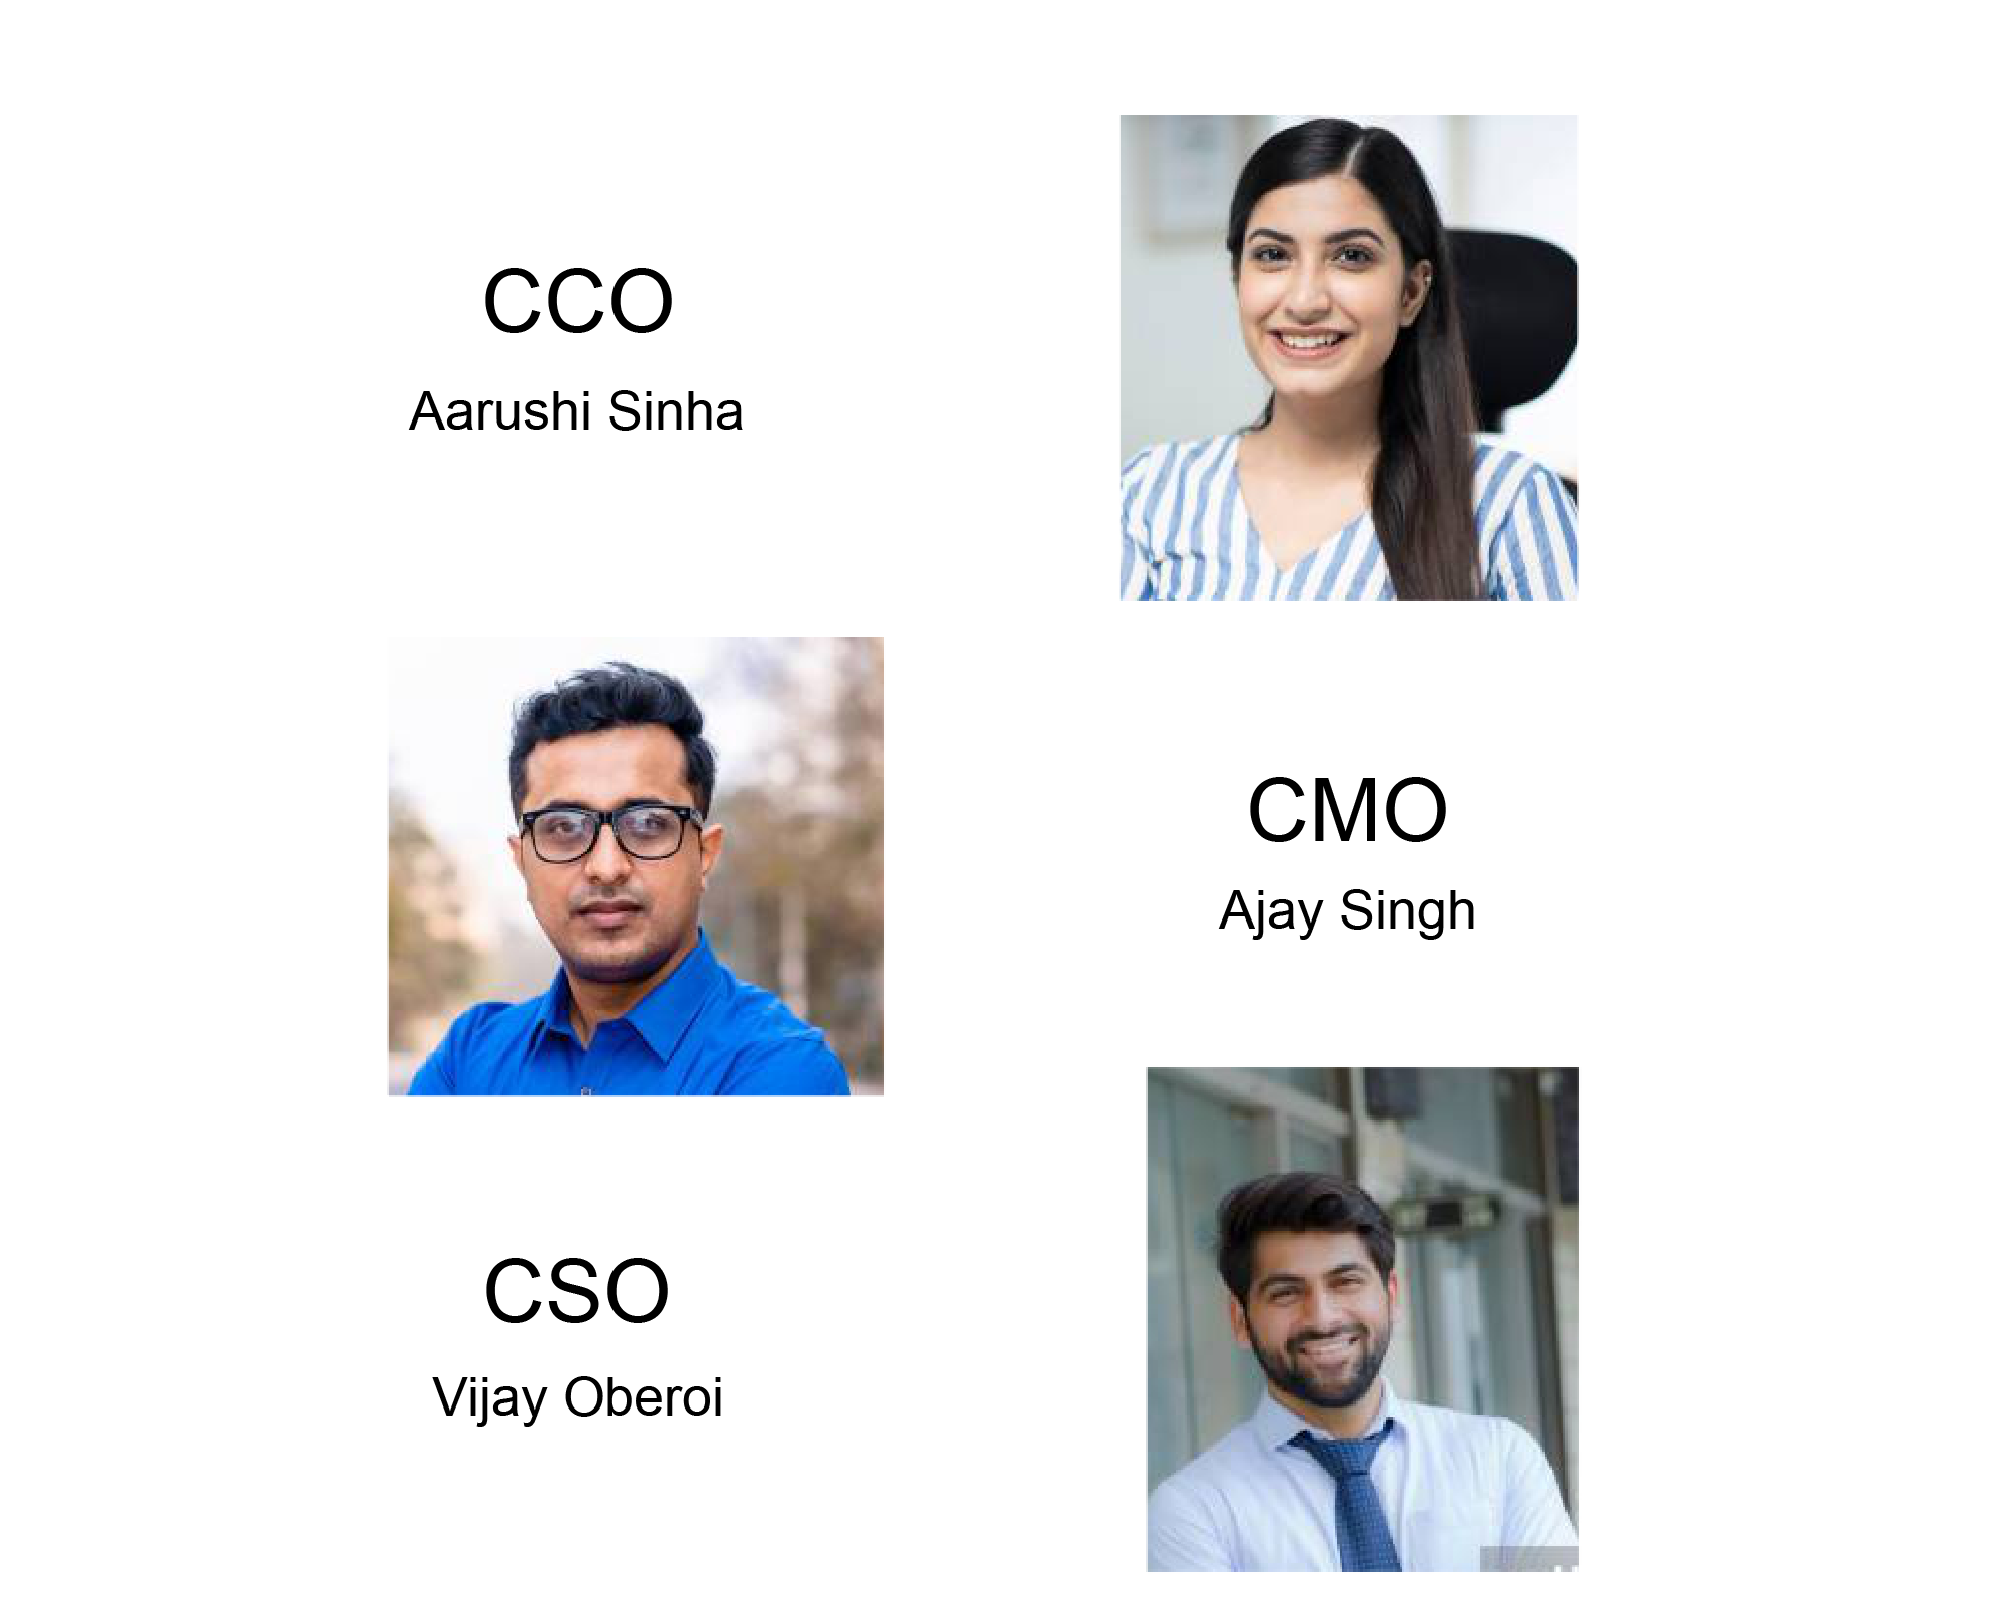 CCO
Aarushi Sinha
CMO
Ajay Singh
CSO
Vijay Oberoi